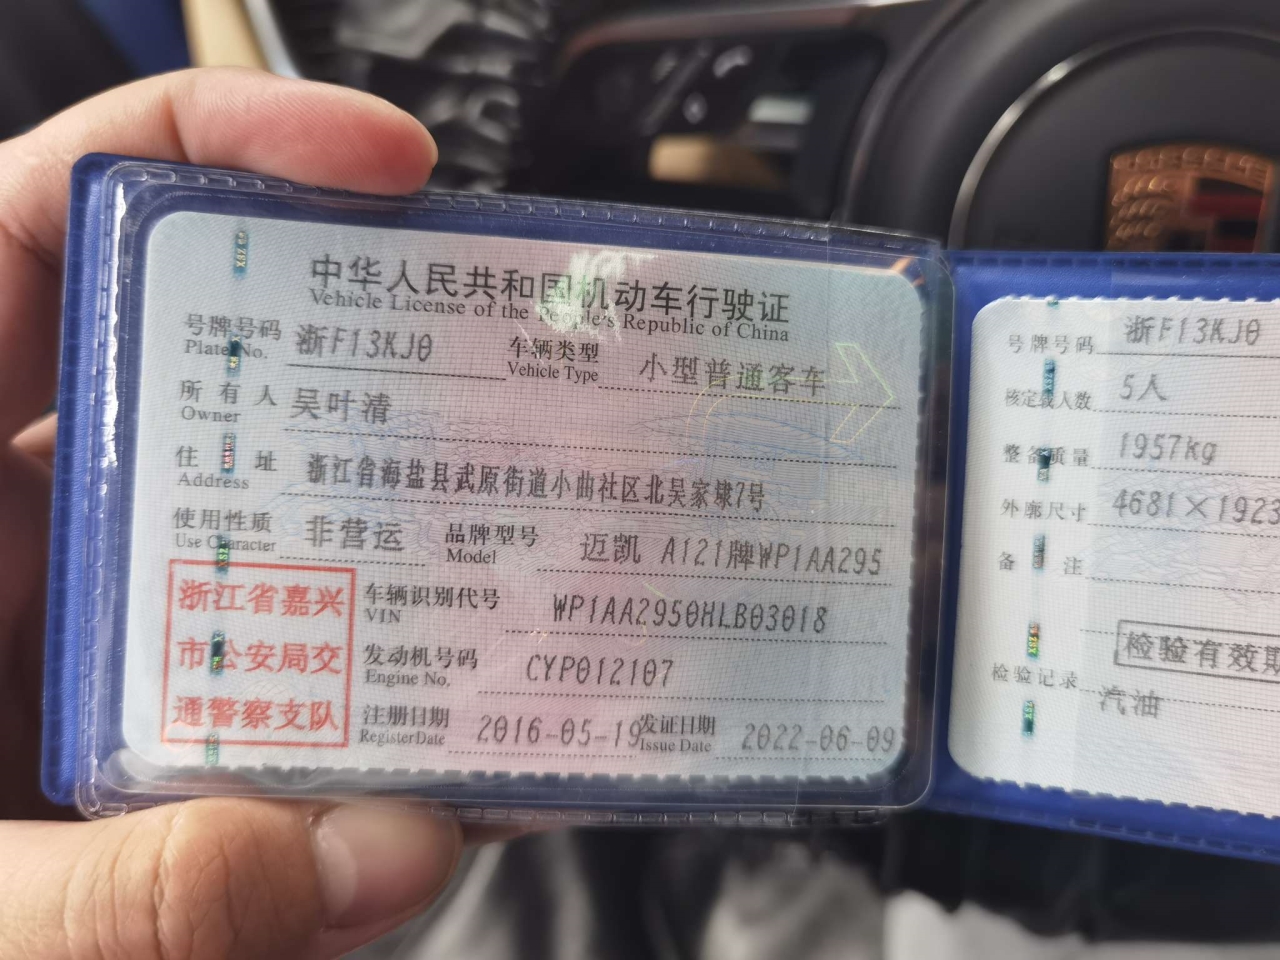 中华人民共和国机动车行驶证
Vehicle License of the People's Republic of China
号牌号码 浙F13KJ0 车辆类型 小型普通客车
Plate No. Vehicle Type
所有人 吴叶清
Owner
住址 浙江省海盐县武原街道小曲社区北吴家埭7号
Address
使用性质 非营运 品牌型号 迈凯 A121牌WP1AA295
Use Character Model
浙江省嘉兴
市公安局交
通警察支队
车辆识别代号 WP1AA2950HLB03018
VIN
发动机号码 CYP012107
Engine No.
注册日期 2016-05-19 发证日期 2022-06-09
Register Date Issue Date
号牌号码 浙F13KJ0
核定载人数 5人
整备质量 1957kg
外廓尺寸 4681×1923
备注
检验有效期
检验记录
汽油